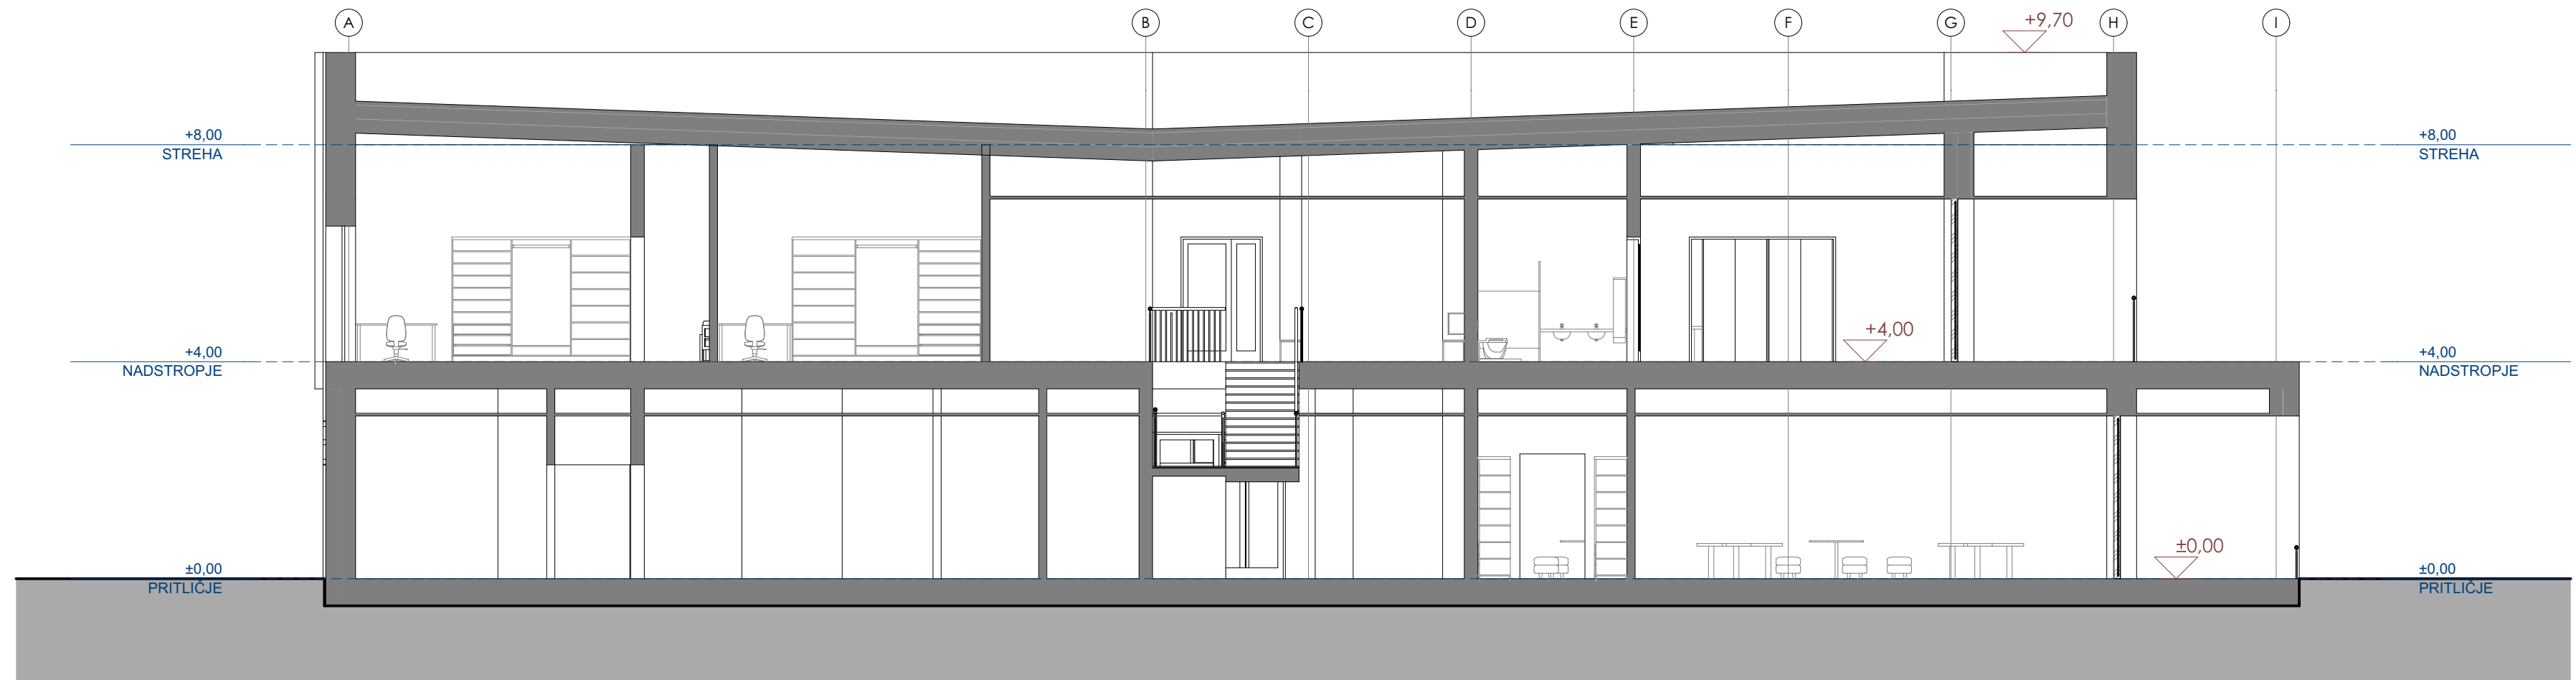 A B C D E F G H I
+9,70
+8,00 +8,00
STREHA STREHA
+4,00
+4,00 +4,00
NADSTROPJE NADSTROPJE
±0,00
±0,00 ±0,00
PRITLIČJE PRITLIČJE